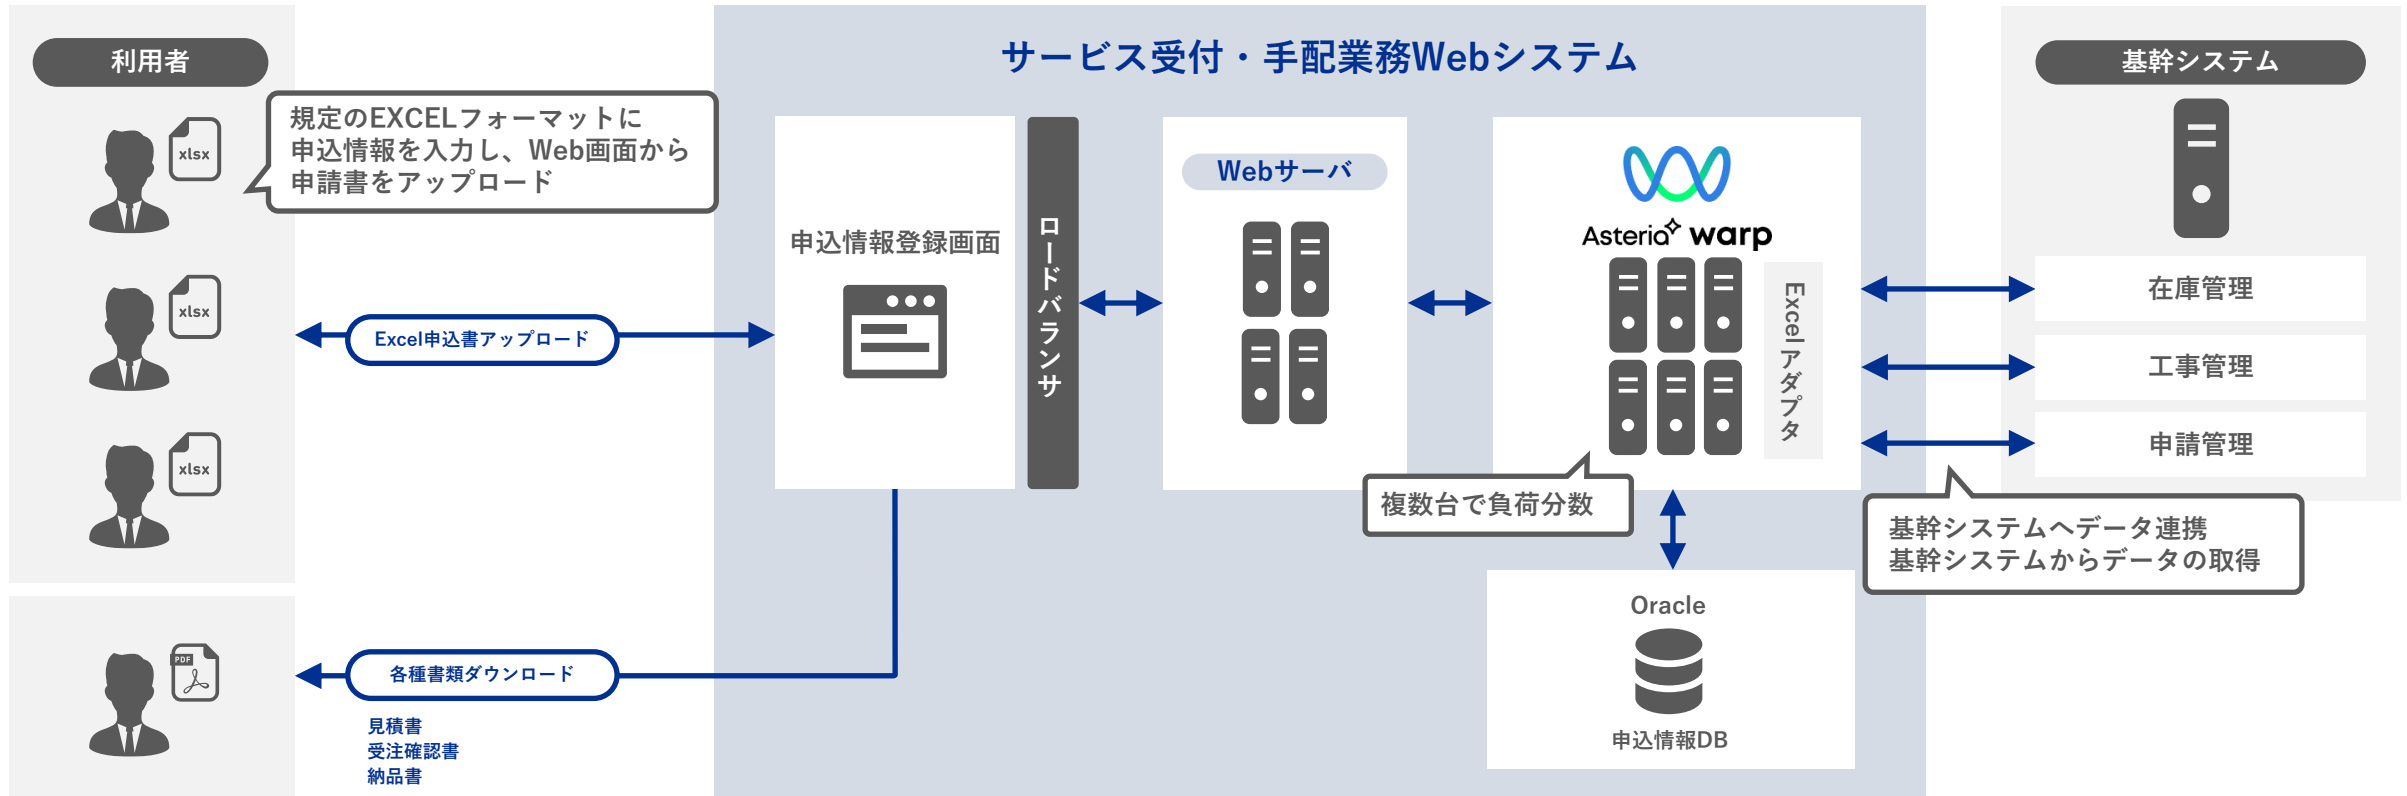 サービス受付・手配業務Webシステム
利用者
xlsx
規定のEXCELフォーマットに
申込情報を入力し、Web画面から
申請書をアップロード
xlsx
Excel申込書アップロード
xlsx
PDF
各種書類ダウンロード
見積書
受注確認書
納品書
申込情報登録画面
ロードバランサ
Webサーバ
Asteria warp
Excelアダプタ
複数台で負荷分数
Oracle
申込情報DB
基幹システム
在庫管理
工事管理
申請管理
基幹システムへデータ連携
基幹システムからデータの取得